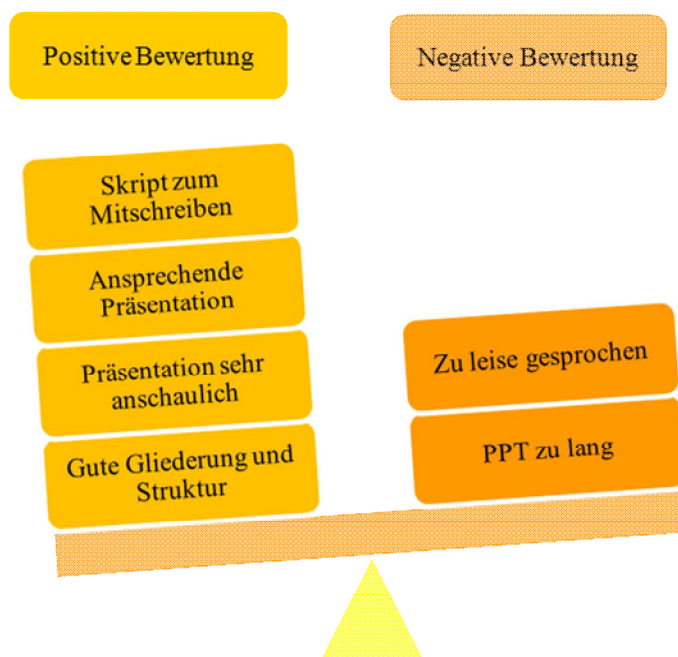 Positive Bewertung
Negative Bewertung
Skript zum
Mitschreiben
Ansprechende
Präsentation
Präsentation sehr
anschaulich
Gute Gliederung und
Struktur
Zu leise gesprochen
PPT zu lang